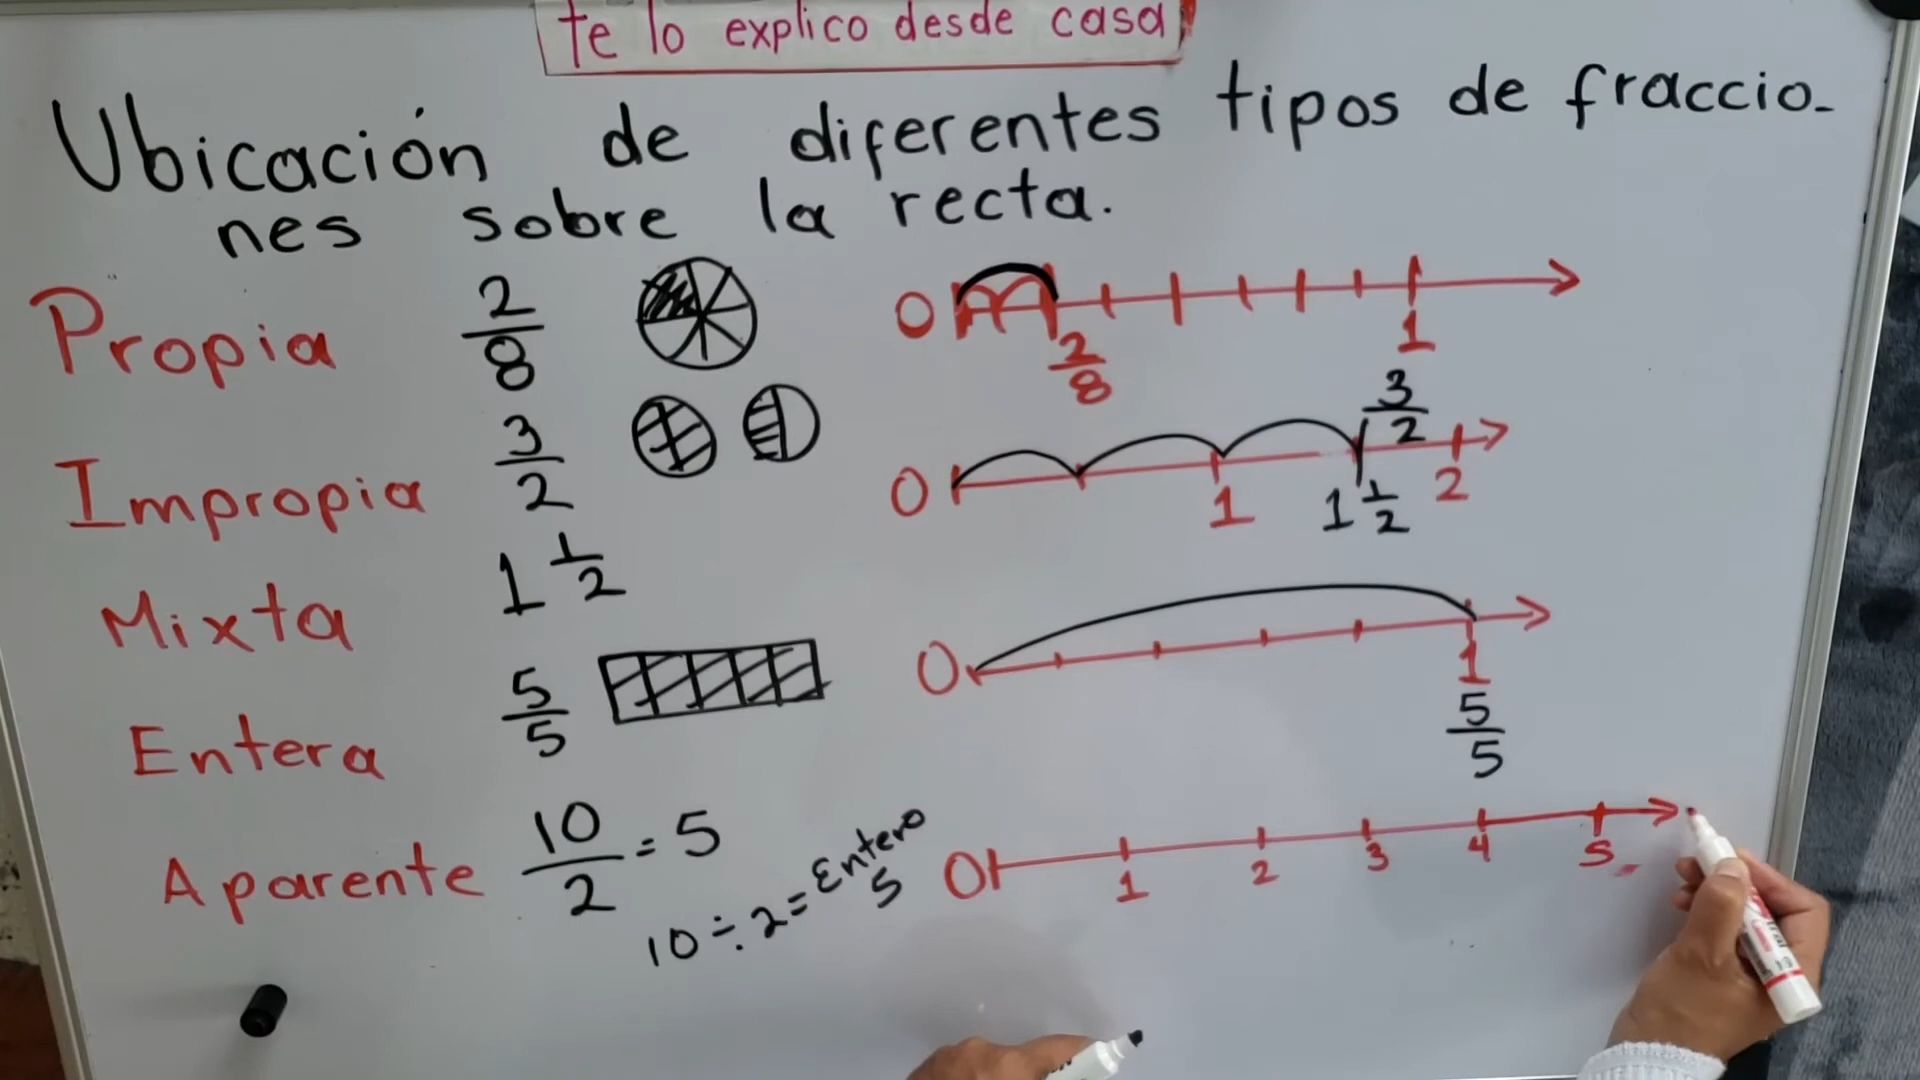 te lo explico desde casa
Ubicación de diferentes tipos de fraccio-
nes sobre la recta.
Propia 2/8 0 2/8 1
Impropia 3/2 0 1 3/2 1 1/2 2
Mixta 1 1/2
Entera 5/5 0 1 5/5
Aparente 10/2 = 5 0 1 2 3 4 5
10 ÷ 2 = Entero 5